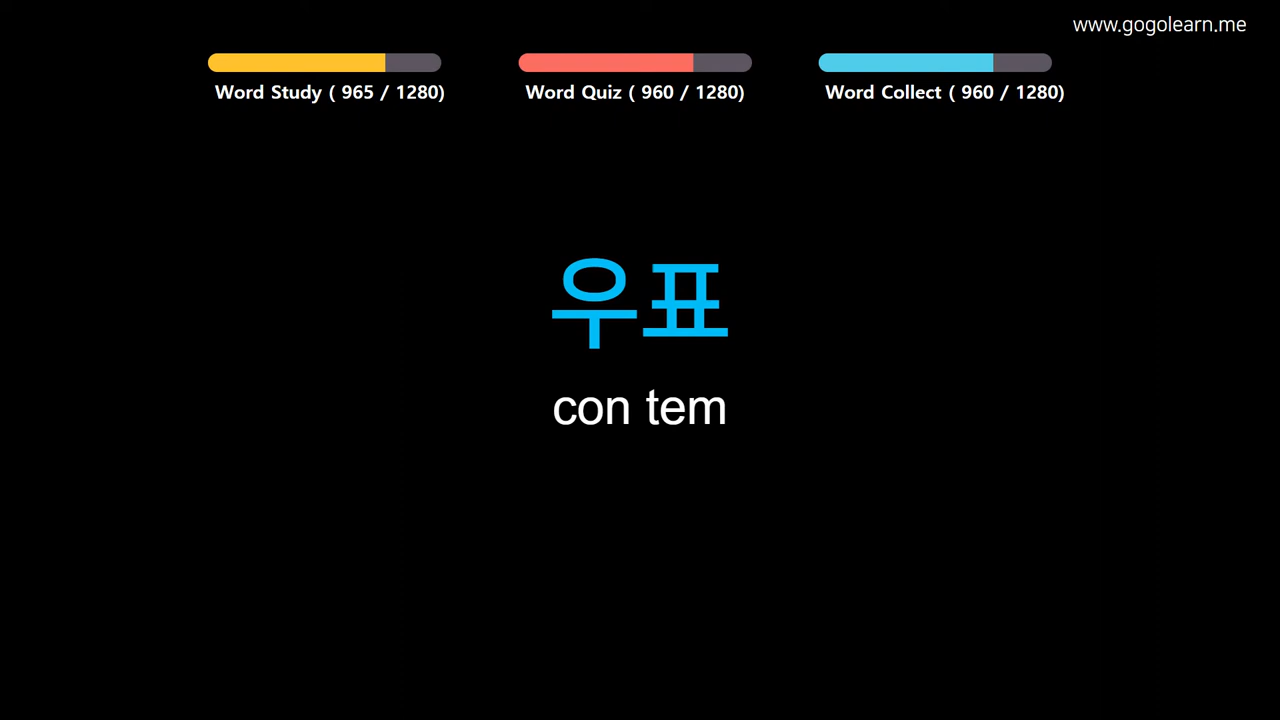 www.gogolearn.me
Word Study ( 965 / 1280)
Word Quiz ( 960 / 1280)
Word Collect ( 960 / 1280)
우표
con tem